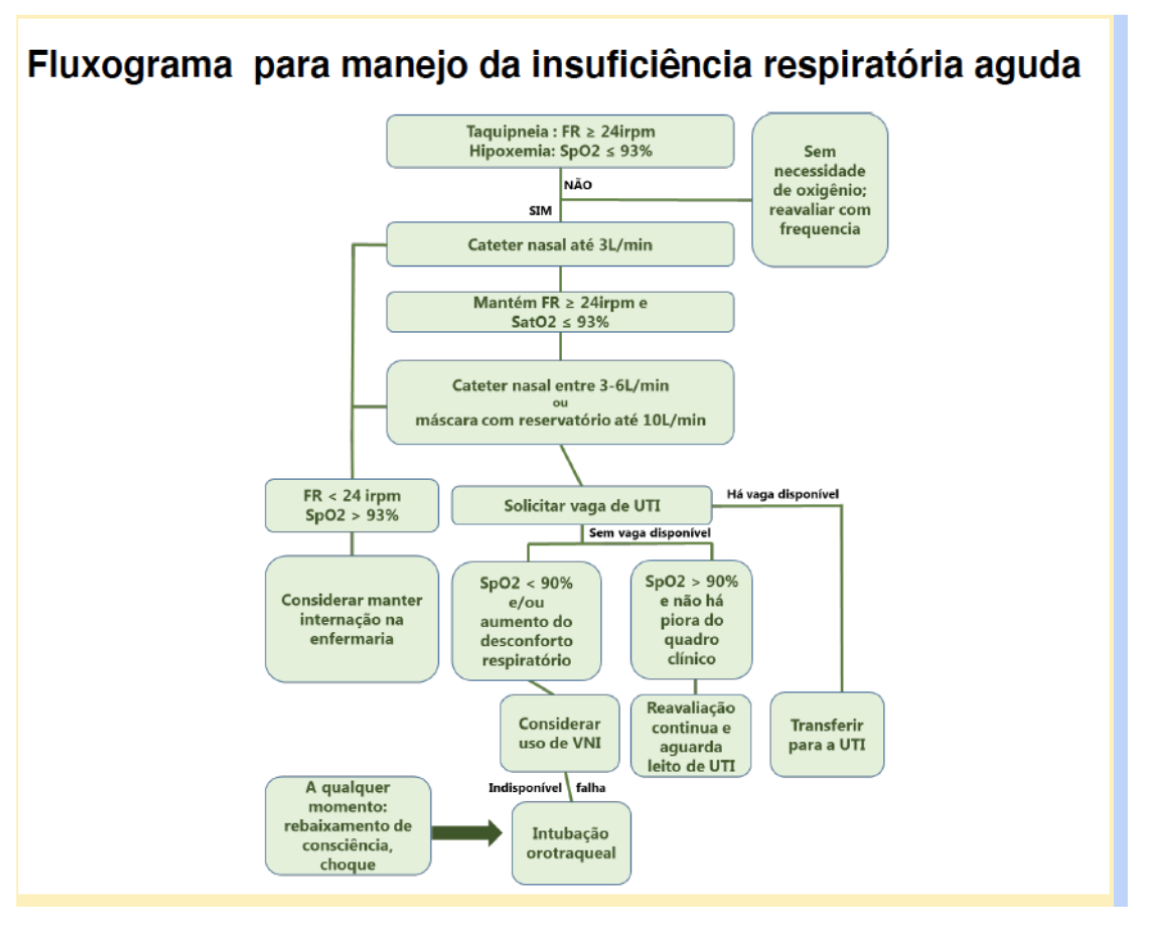 Fluxograma para manejo da insuficiência respiratória aguda
Taquipneia : FR ≥ 24irpm
Hipoxemia: SpO2 ≤ 93%
Sem
necessidade
de oxigênio;
reavaliar com
frequencia
NÃO
SIM
Cateter nasal até 3L/min
Mantém FR ≥ 24irpm e
SatO2 ≤ 93%
Cateter nasal entre 3-6L/min
ou
máscara com reservatório até 10L/min
FR < 24 irpm
SpO2 > 93%
Solicitar vaga de UTI
Há vaga disponível
Sem vaga disponível
Considerar manter
internação na
enfermaria
SpO2 < 90%
e/ou
aumento do
desconforto
respiratório
SpO2 > 90%
e não há
piora do
quadro
clínico
Considerar
uso de VNI
Reavaliação
continua e
aguarda
leito de UTI
Transferir
para a UTI
Indisponível
falha
A qualquer
momento:
rebaixamento de
consciência,
choque
Intubação
orotraqueal